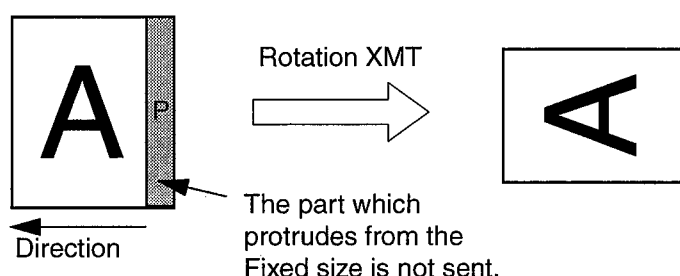 A
P
Rotation XMT
A
Direction
The part which
protrudes from the
Fixed size is not sent.